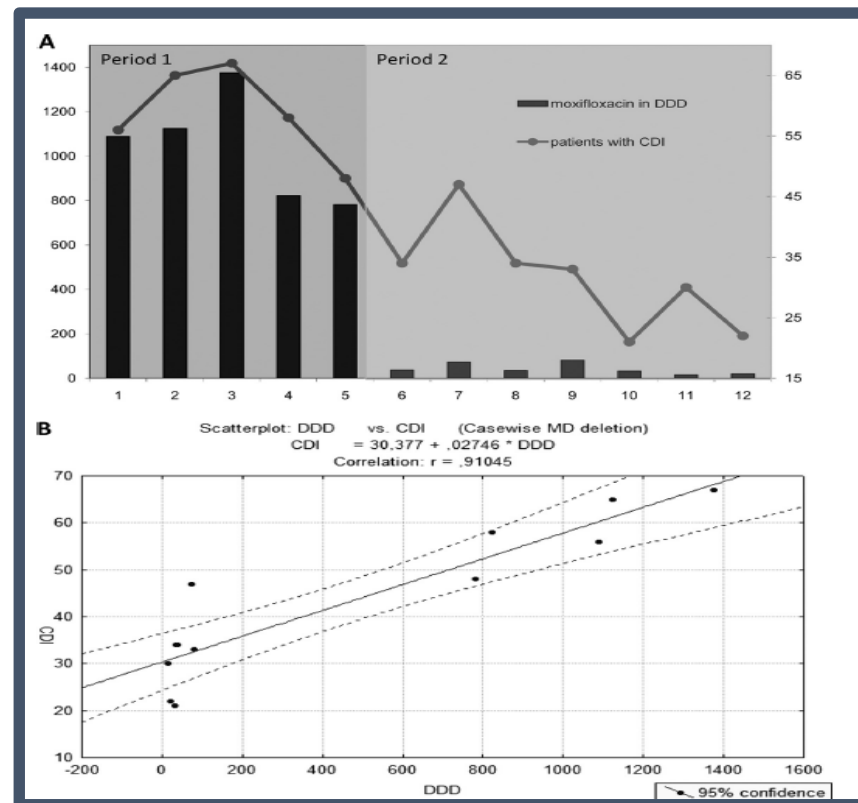 A
Period 1 Period 2
1400
1200
1000
800
600
400
200
0
65
55
45
35
25
15
moxifloxacin in DDD
patients with CDI
1 2 3 4 5 6 7 8 9 10 11 12
B
Scatterplot: DDD vs. CDI (Casewise MD deletion)
CDI = 30,377 + ,02746 * DDD
Correlation: r = ,91045
70
60
50
40
30
20
10
CDI
-200 0 200 400 600 800 1000 1200 1400 1600
DDD
95% confidence